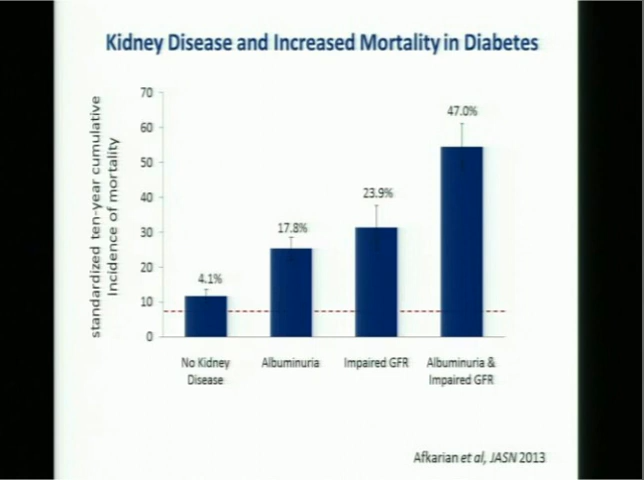 Kidney Disease and Increased Mortality in Diabetes
standardized ten-year cumulative
Incidence of mortality
70
60
50
40
30
20
10
0
4.1%
17.8%
23.9%
47.0%
No Kidney
Disease
Albuminuria
Impaired GFR
Albuminuria &
Impaired GFR
Afkarian et al, JASN 2013